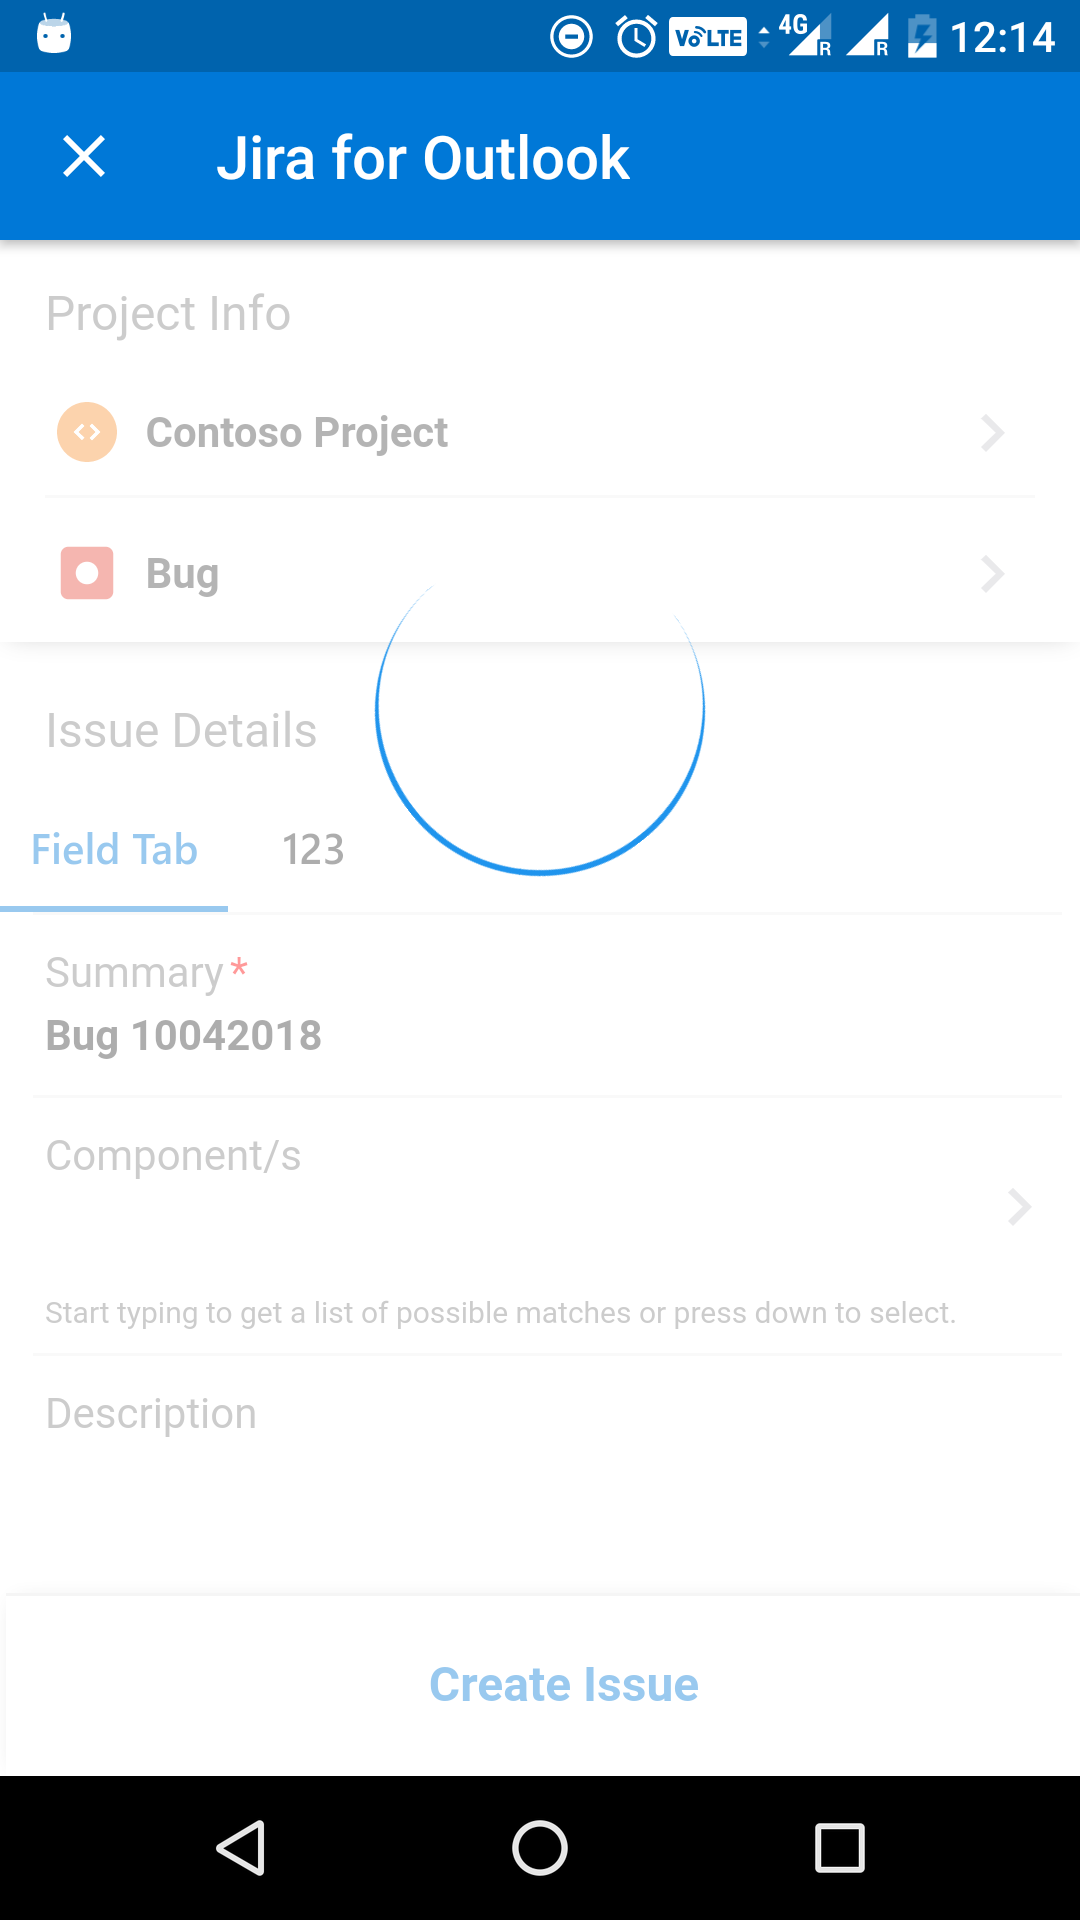 VoLTE 4G R R 12:14
Jira for Outlook
Project Info
Contoso Project
Bug
Issue Details
Field Tab 123
Summary *
Bug 10042018
Component/s
Start typing to get a list of possible matches or press down to select.
Description
Create Issue